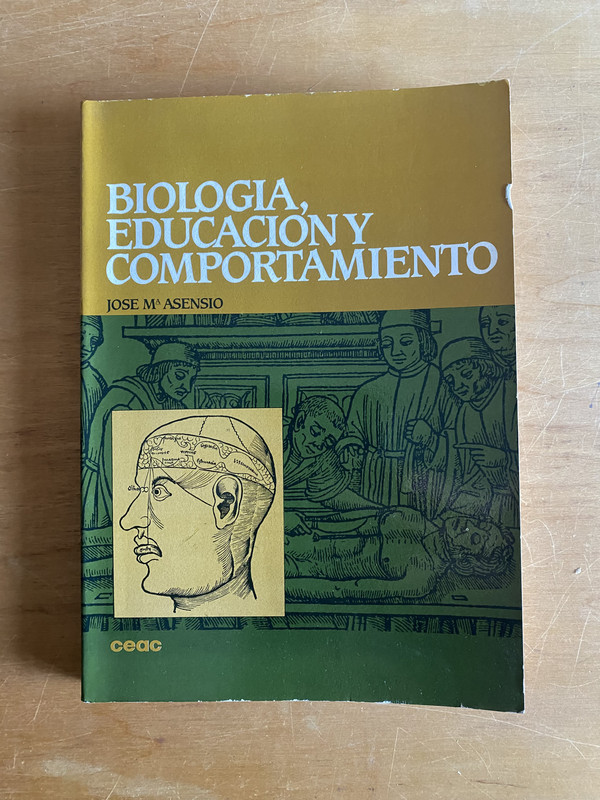 BIOLOGIA,
EDUCACION Y
COMPORTAMIENTO
JOSE Mª ASENSIO
ceac